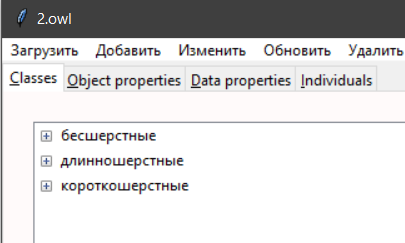 2.owl
Загрузить Добавить Изменить Обновить Удалить
Classes Object properties Data properties Individuals
бесшерстные
длинношерстные
короткошерстные